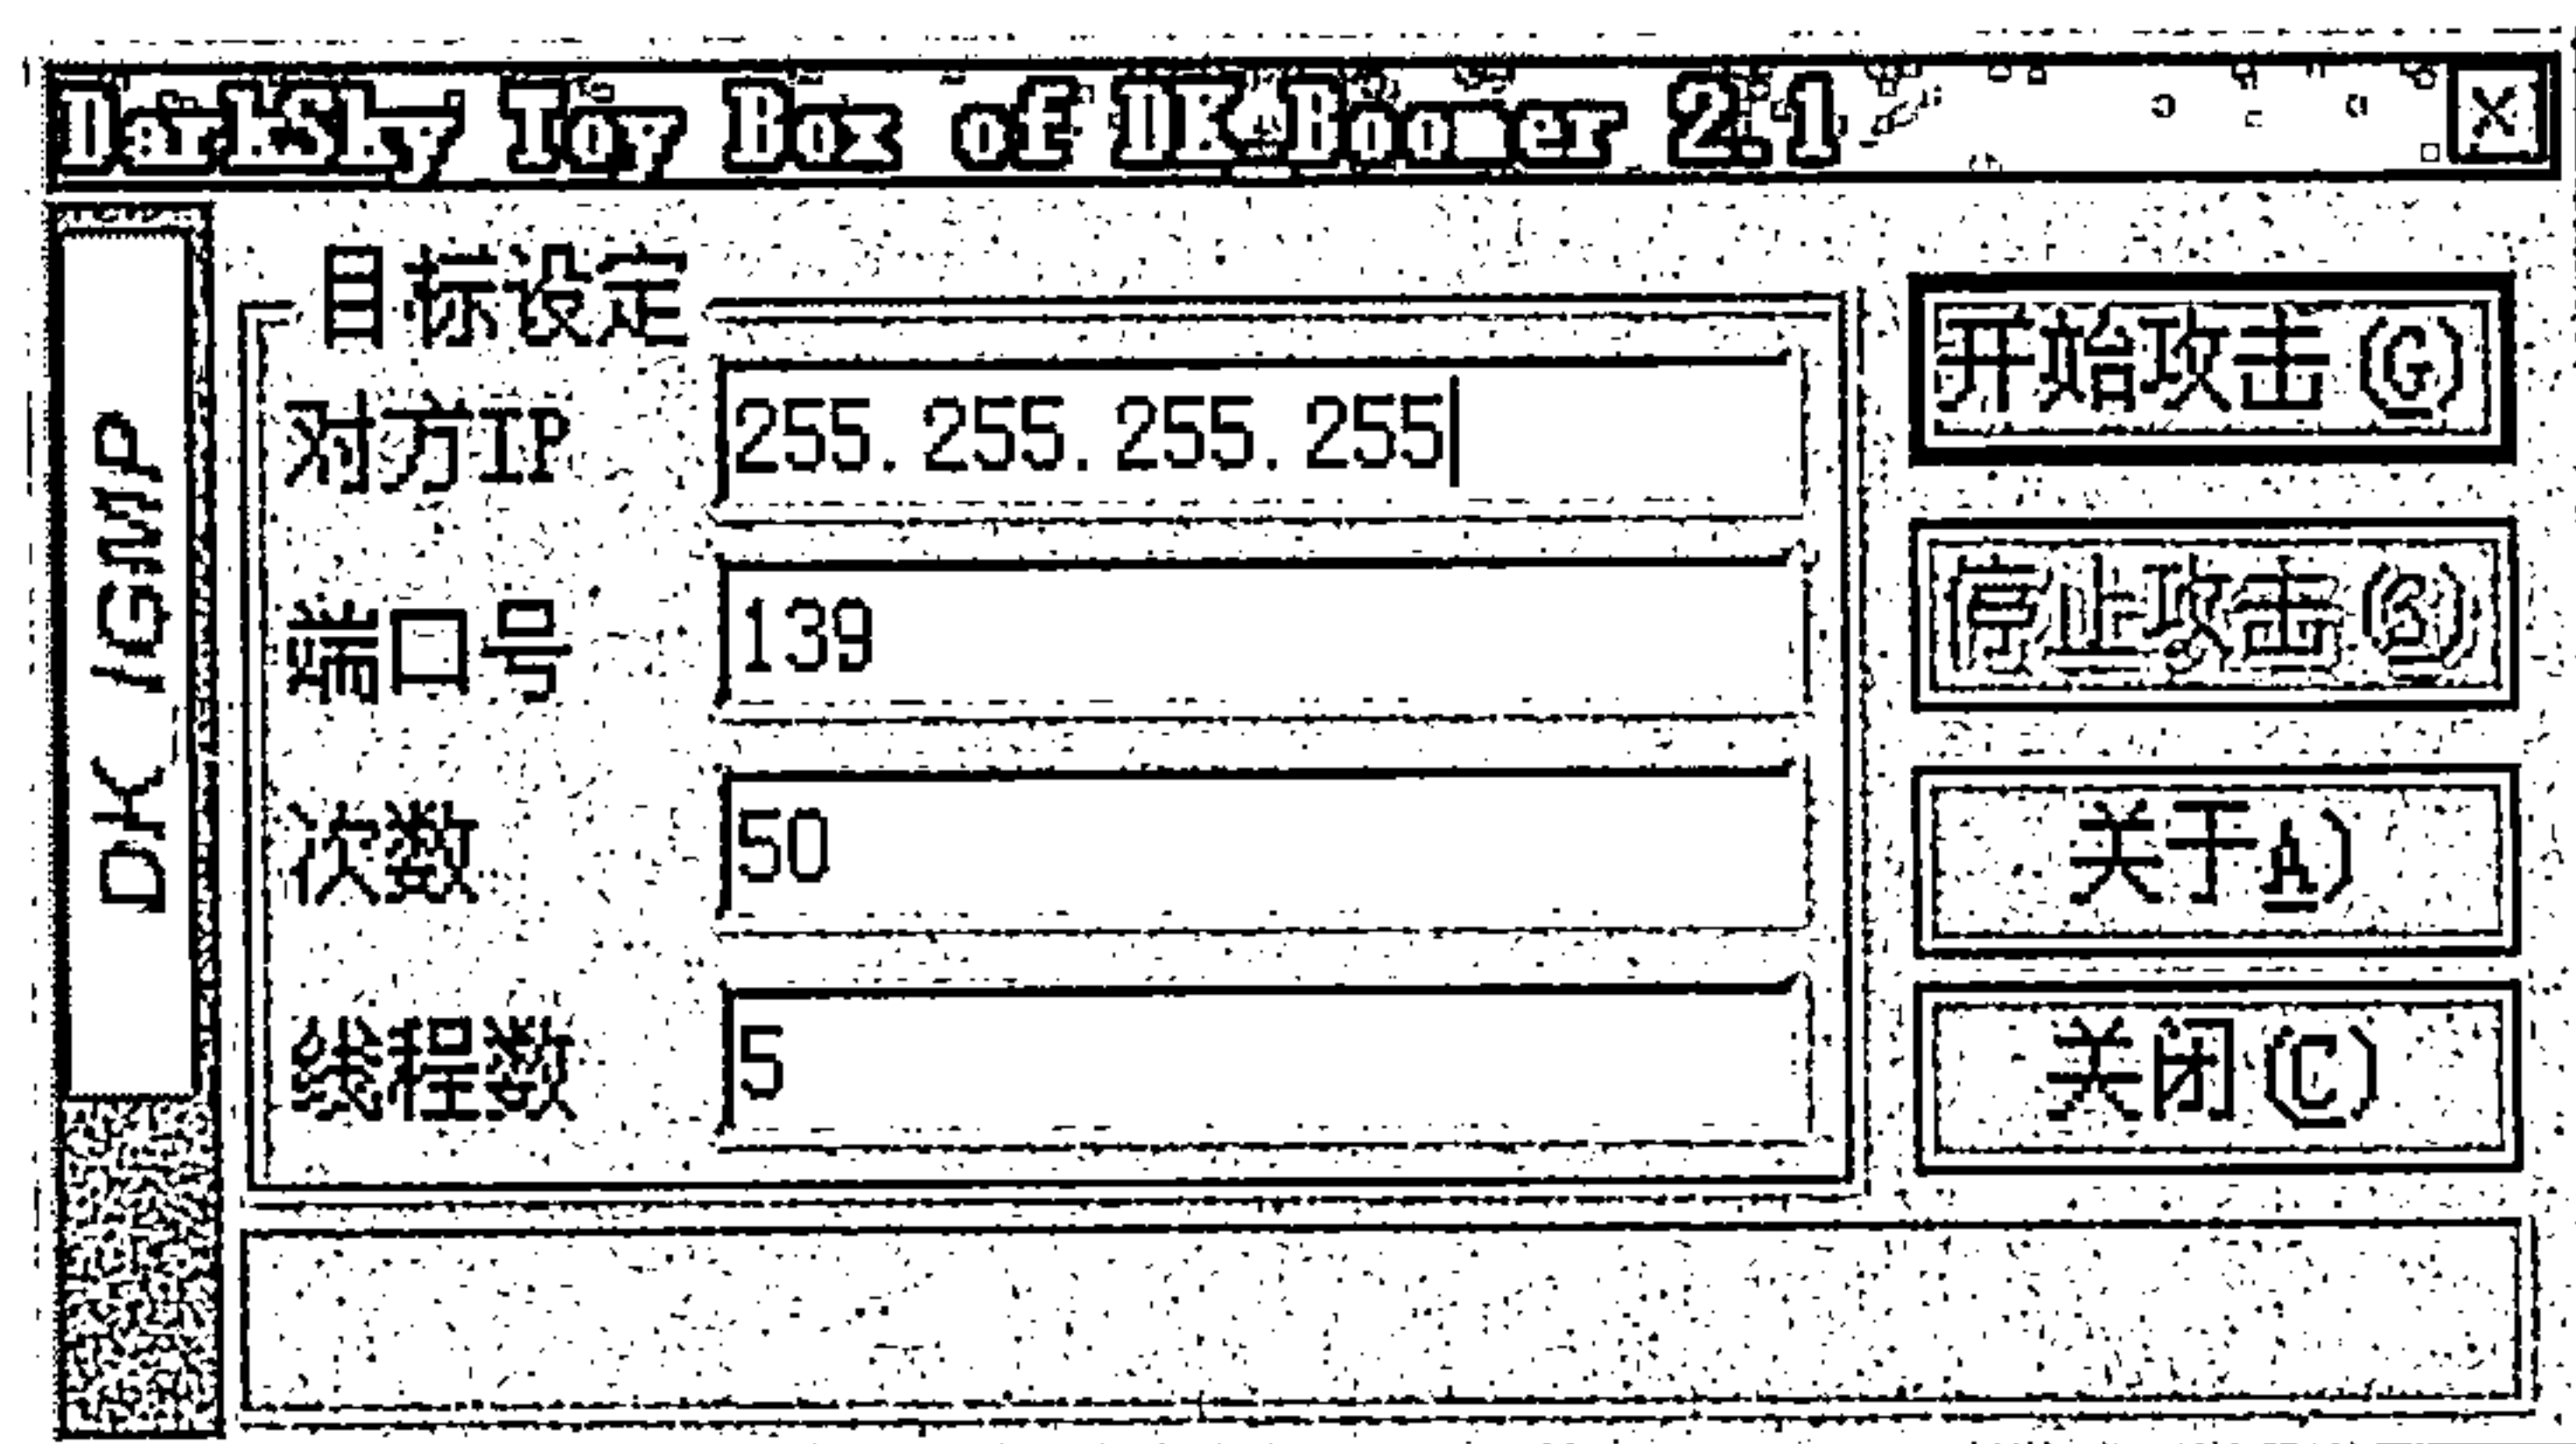 DarkSky Toy Box of DK_Boomer 2.1
DK_IGMP
目标设定
对方IP 255.255.255.255
端口号 139
次数 50
线程数 5
开始攻击(G)
停止攻击(S)
关于A)
关闭(C)